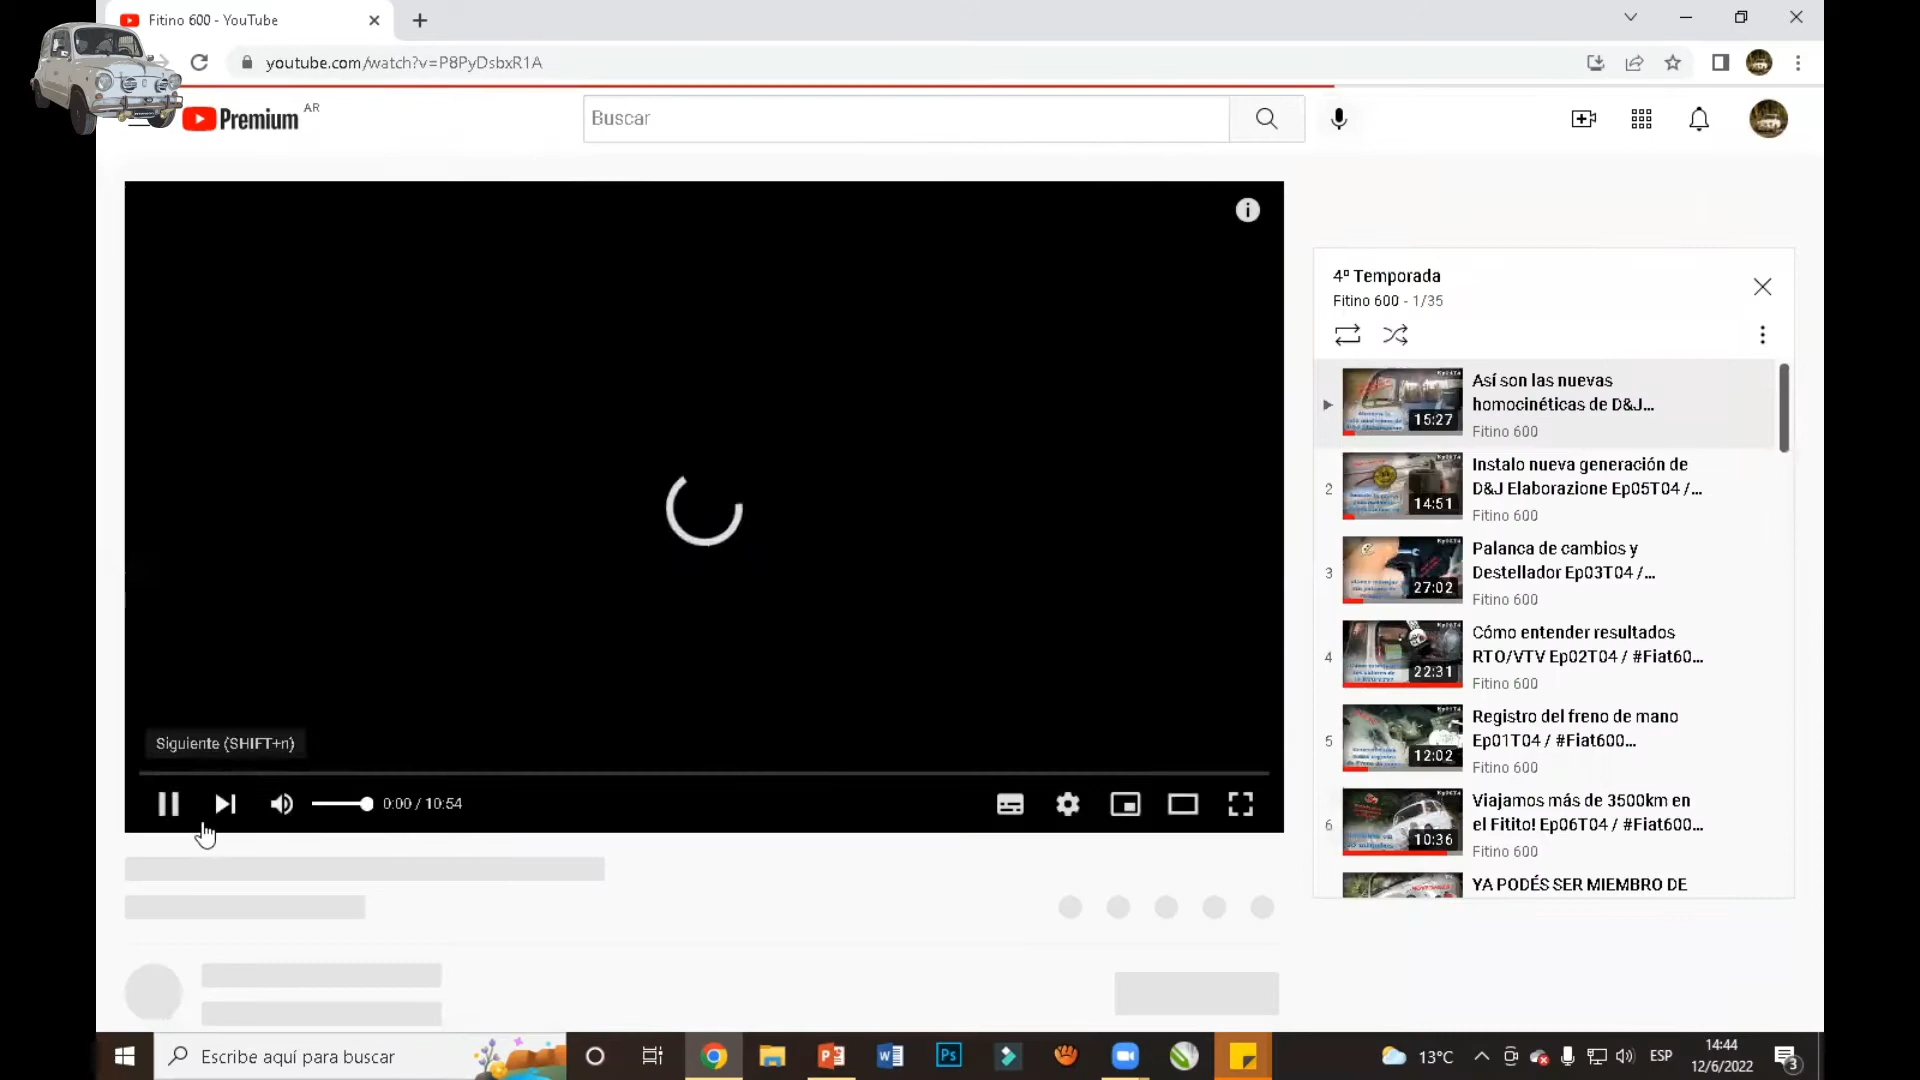 Fitino 600 - YouTube
youtube.com/watch?v=P8PyDsbxR1A
Premium AR
Buscar
4º Temporada
Fitino 600 - 1/35
15:27
Así son las nuevas
homocinéticas de D&J...
Fitino 600
2
14:51
Instalo nueva generación de
D&J Elaborazione Ep05T04 /...
Fitino 600
3
27:02
Palanca de cambios y
Destellador Ep03T04 /...
Fitino 600
4
22:31
Cómo entender resultados
RTO/VTV Ep02T04 / #Fiat60...
Fitino 600
5
12:02
Registro del freno de mano
Ep01T04 / #Fiat600...
Fitino 600
6
10:36
Viajamos más de 3500km en
el Fitito! Ep06T04 / #Fiat600...
Fitino 600
YA PODÉS SER MIEMBRO DE
Siguiente (SHIFT+n)
0:00 / 10:54
Escribe aquí para buscar
Ps
13°C
ESP
14:44
12/6/2022
3